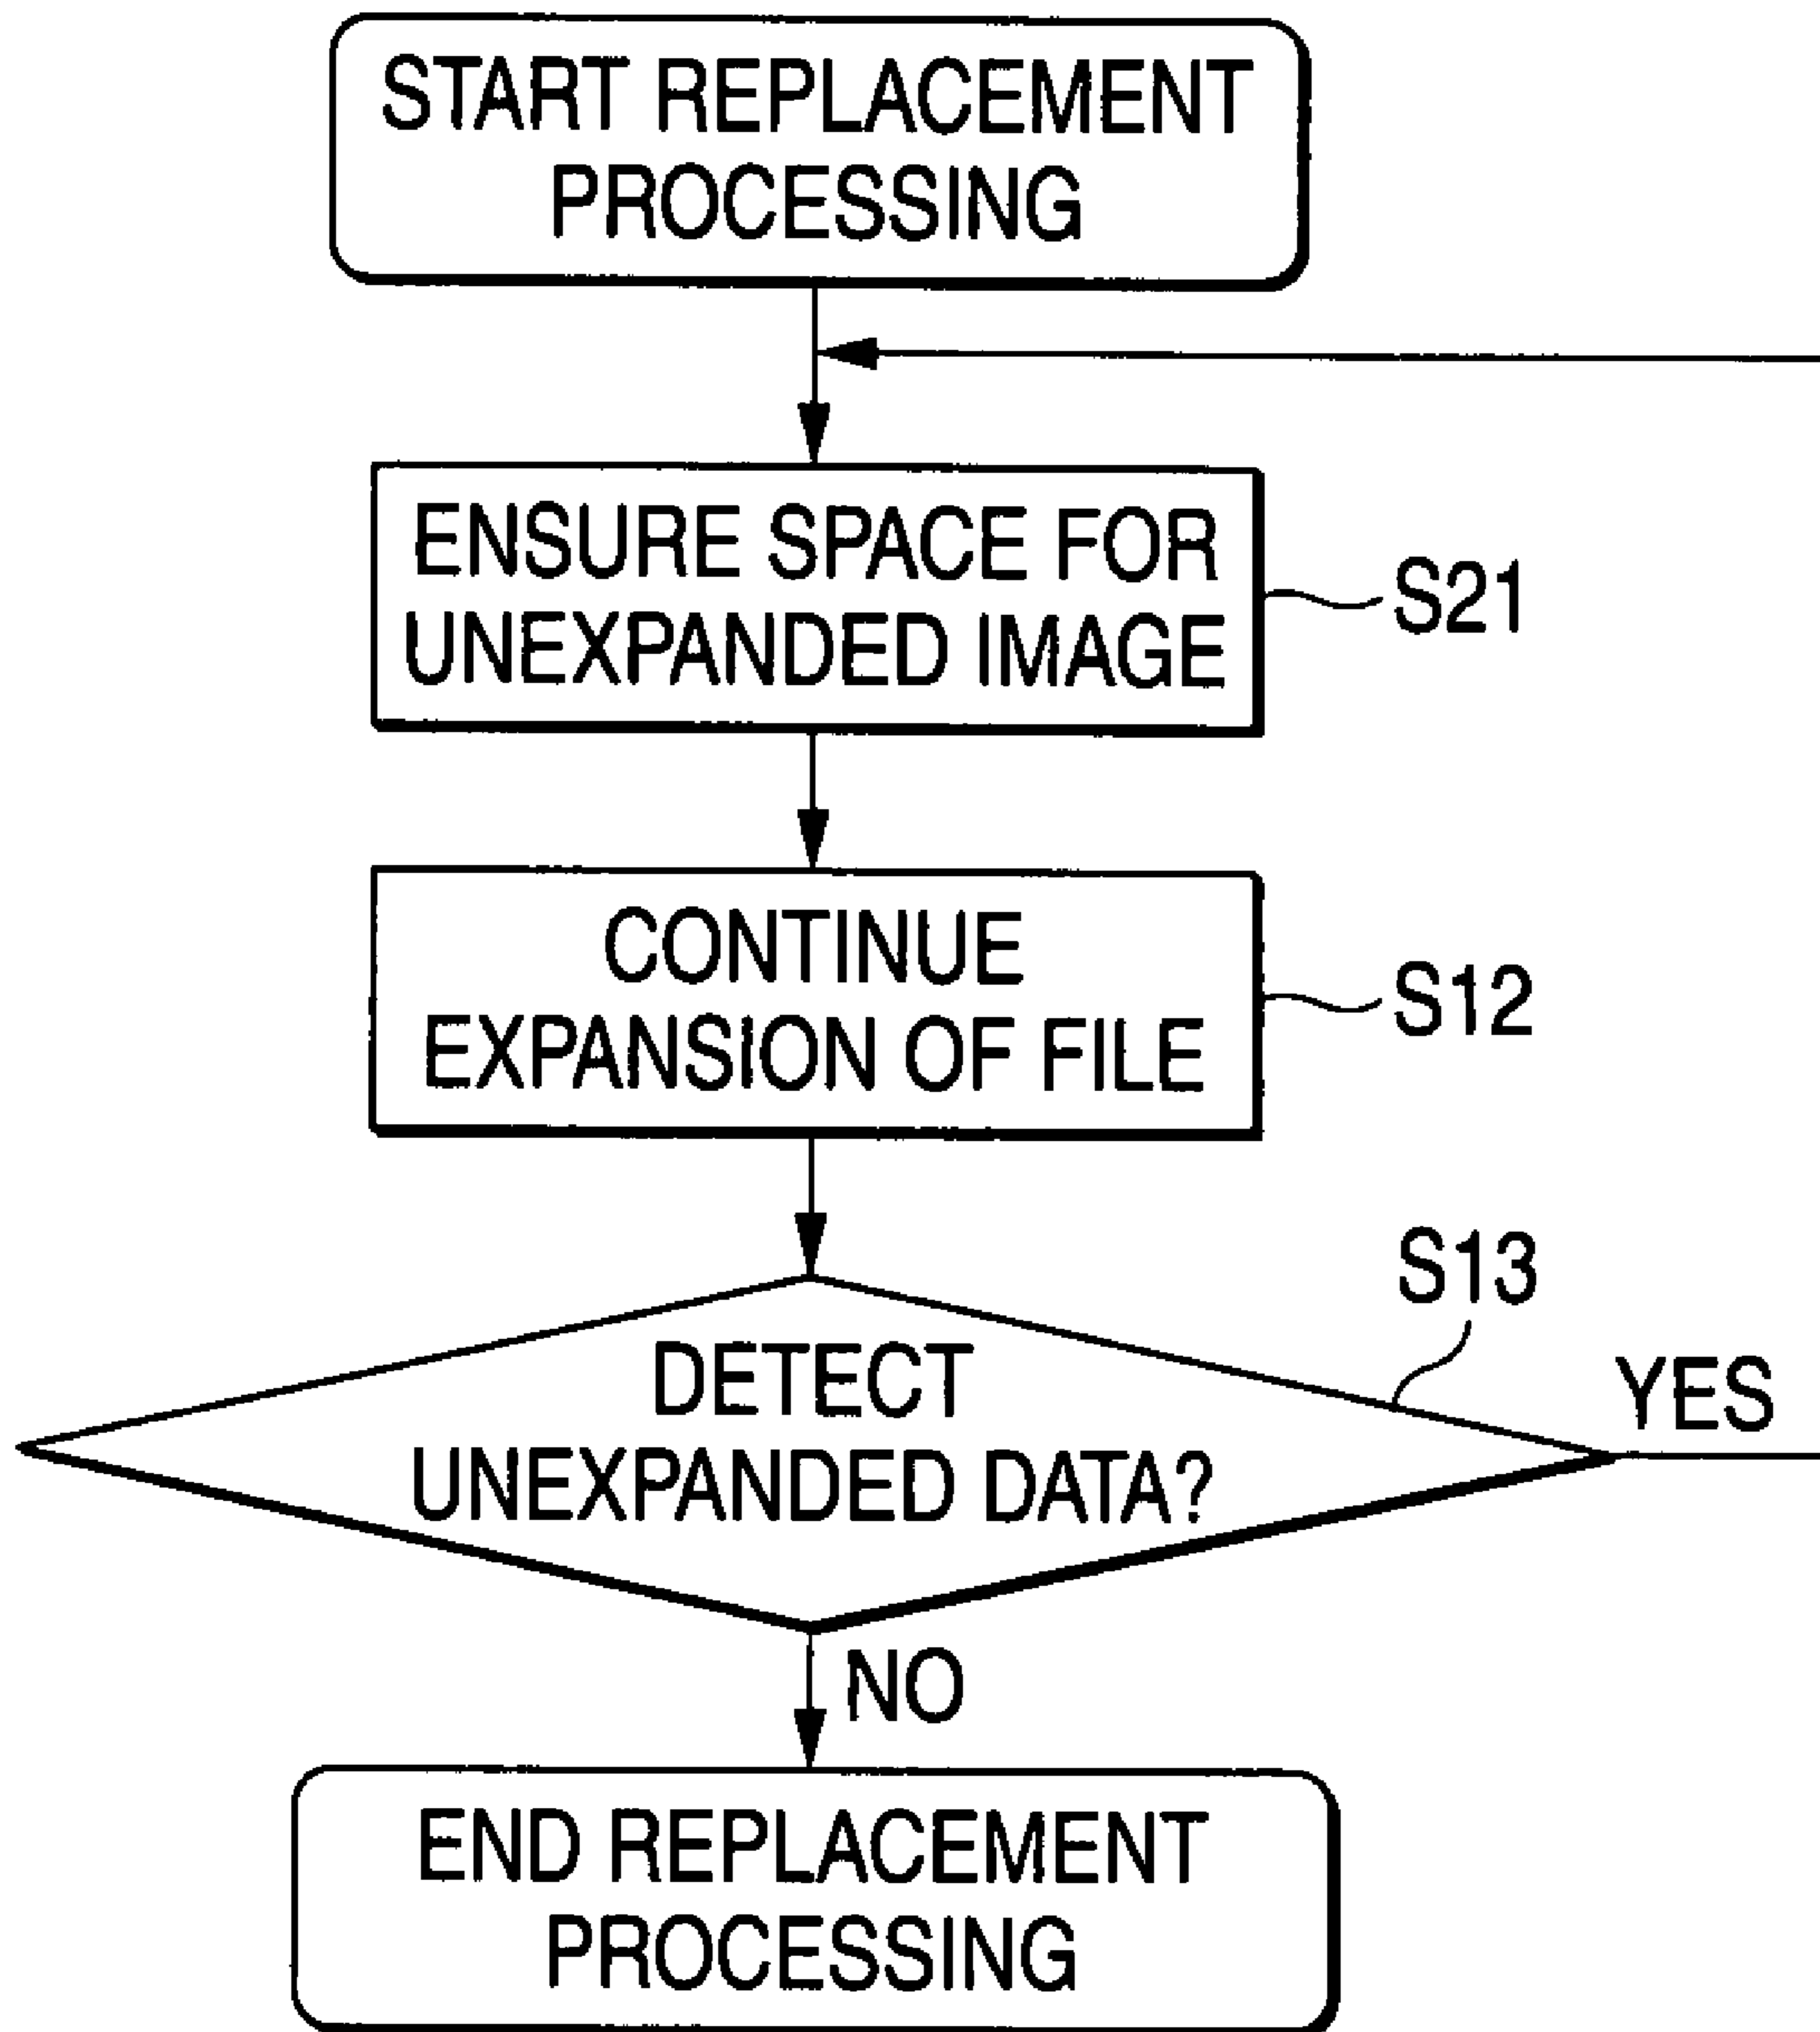 START REPLACEMENT
PROCESSING
ENSURE SPACE FOR
UNEXPANDED IMAGE
S21
CONTINUE
EXPANSION OF FILE
S12
S13
DETECT
UNEXPANDED DATA?
YES
NO
END REPLACEMENT
PROCESSING